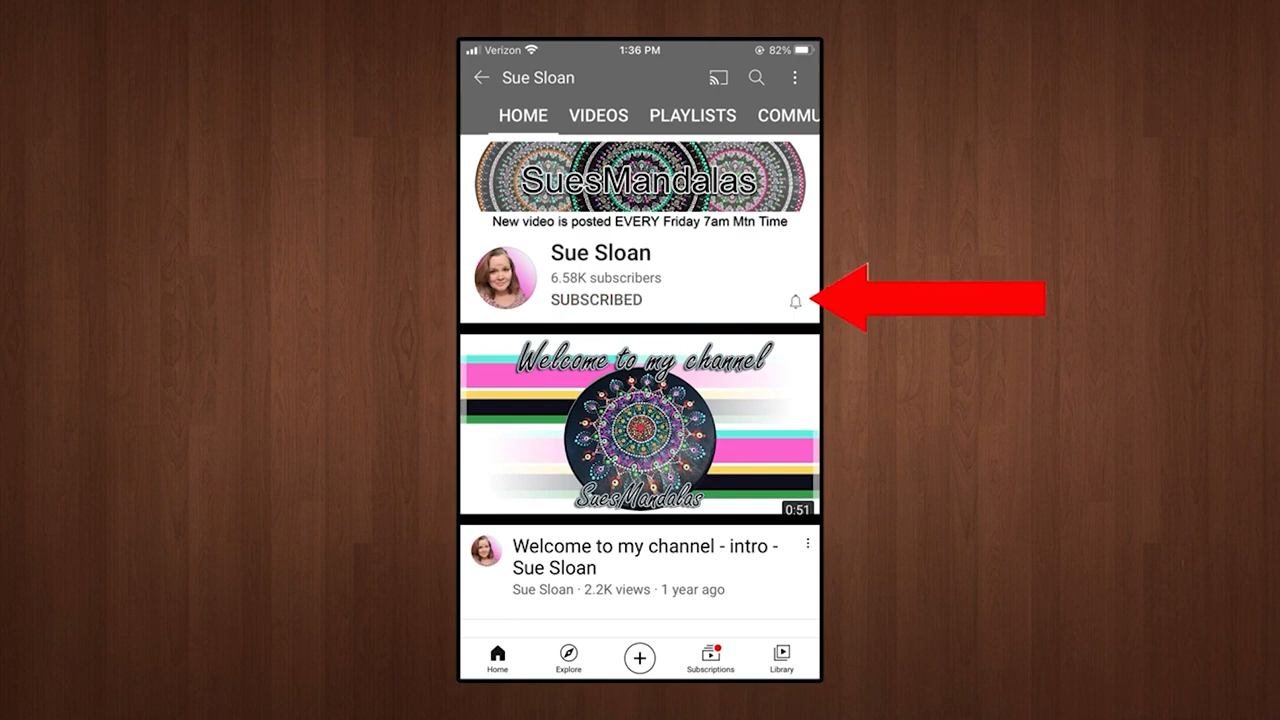 Verizon 1:36 PM 82%
Sue Sloan
HOME VIDEOS PLAYLISTS COMMU
SuesMandalas
New video is posted EVERY Friday 7am Mtn Time
Sue Sloan
6.58K subscribers
SUBSCRIBED
Welcome to my channel
SuesMandalas
0:51
Welcome to my channel - intro -
Sue Sloan
Sue Sloan · 2.2K views · 1 year ago
Home Explore Subscriptions Library